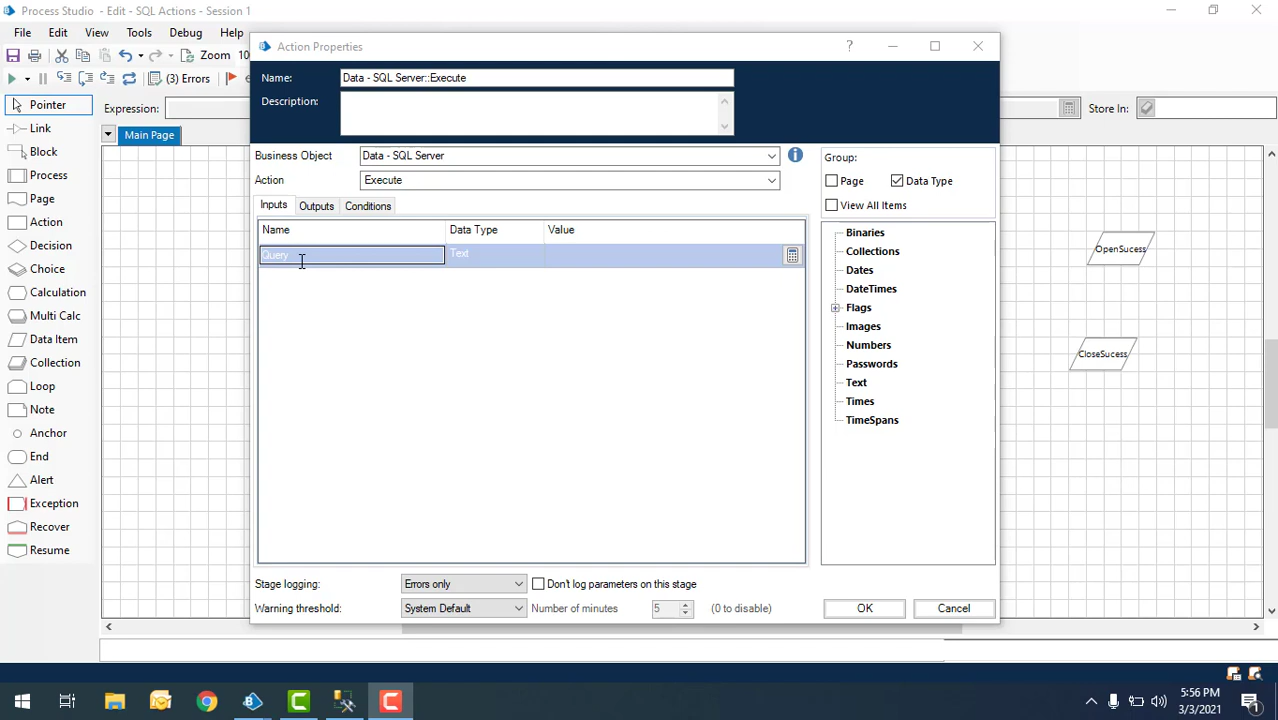 Process Studio - Edit - SQL Actions - Session 1
File Edit View Tools Debug Help
Zoom 10
(3) Errors
Expression:
Store In:
Pointer
Link
Block
Process
Page
Action
Decision
Choice
Calculation
Multi Calc
Data Item
Collection
Loop
Note
Anchor
End
Alert
Exception
Recover
Resume
Main Page
Action Properties
?
Name: Data - SQL Server::Execute
Description:
Business Object Data - SQL Server
Action Execute
Inputs Outputs Conditions
Name Data Type Value
Query Text
Group:
Page Data Type
View All Items
Binaries
Collections
Dates
DateTimes
Flags
Images
Numbers
Passwords
Text
Times
TimeSpans
Stage logging: Errors only Don't log parameters on this stage
Warning threshold: System Default Number of minutes 5 (0 to disable)
OK Cancel
OpenSucess
CloseSucess
5:56 PM
3/3/2021
1